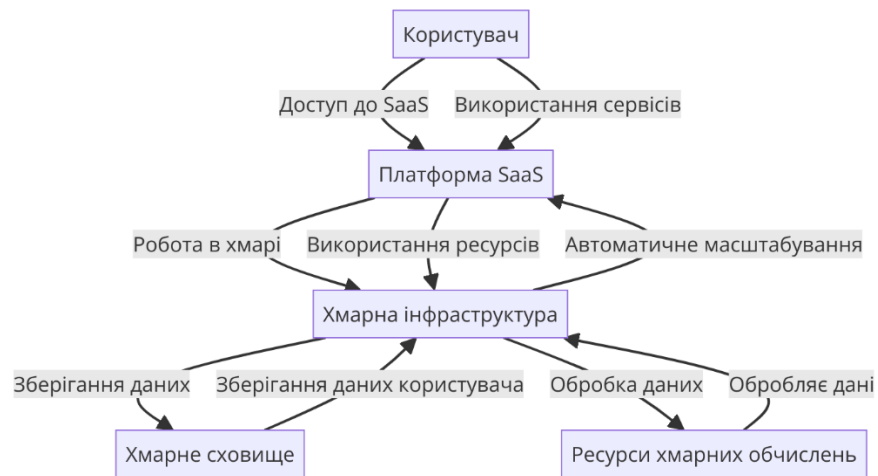 Користувач
Доступ до SaaS
Використання сервісів
Платформа SaaS
Робота в хмарі
Використання ресурсів
Автоматичне масштабування
Хмарна інфраструктура
Зберігання даних
Зберігання даних користувача
Обробка даних
Обробляє дані
Хмарне сховище
Ресурси хмарних обчислень